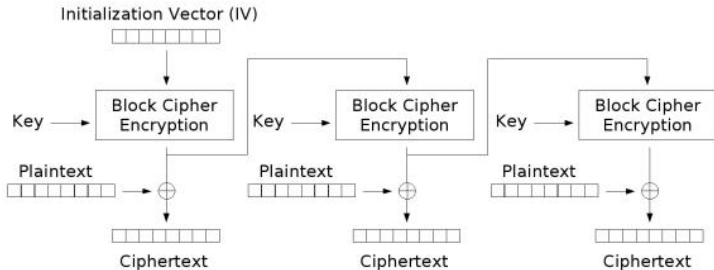 Initialization Vector (IV)
Block Cipher
Encryption
Block Cipher
Encryption
Block Cipher
Encryption
Key
Key
Key
Plaintext
Plaintext
Plaintext
Ciphertext
Ciphertext
Ciphertext